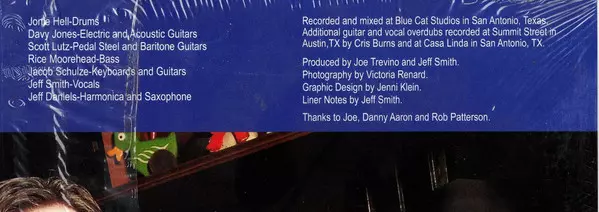 Jorje Hell-Drums
Davy Jones-Electric and Acoustic Guitars
Scott Lutz-Pedal Steel and Baritone Guitars
Rice Moorehead-Bass
Jacob Schulze-Keyboards and Guitars
Jeff Smith-Vocals
Jeff Daniels-Harmonica and Saxophone
Recorded and mixed at Blue Cat Studios in San Antonio, Texas.
Additional guitar and vocal overdubs recorded at Summit Street in
Austin,TX by Cris Burns and at Casa Linda in San Antonio, TX.
Produced by Joe Trevino and Jeff Smith.
Photography by Victoria Renard.
Graphic Design by Jenni Klein.
Liner Notes by Jeff Smith.
Thanks to Joe, Danny Aaron and Rob Patterson.